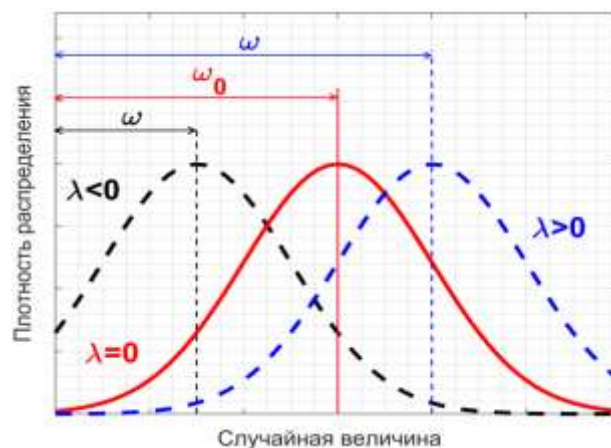 ω
ω₀
ω
λ<0
λ>0
λ=0
Плотность распределения
Случайная величина